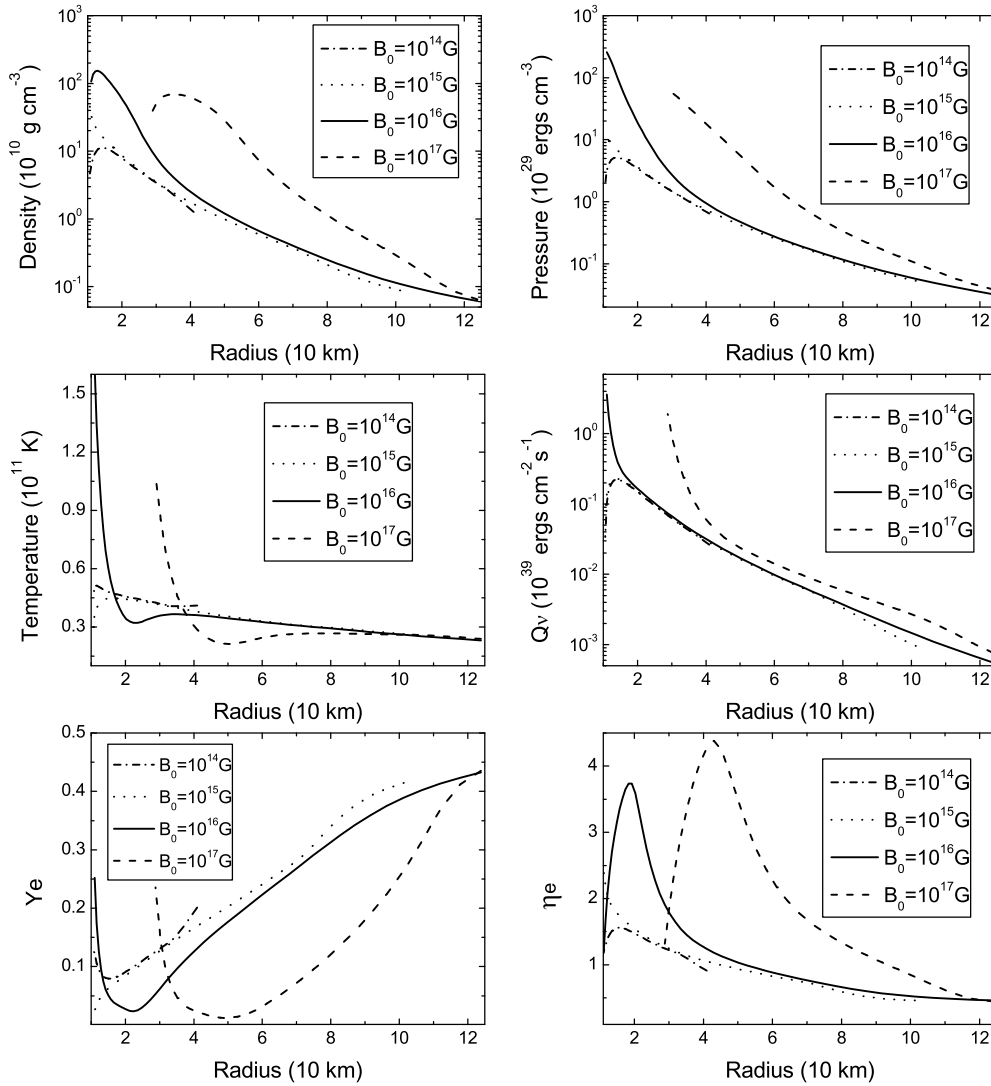 Density (10^10 g cm^-3)
10^3
10^2
10^1
10^0
10^-1
B_0=10^14G
B_0=10^15G
B_0=10^16G
B_0=10^17G
2 4 6 8 10 12
Radius (10 km)
Pressure (10^29 ergs cm^-3)
10^3
10^2
10^1
10^0
10^-1
B_0=10^14G
B_0=10^15G
B_0=10^16G
B_0=10^17G
2 4 6 8 10 12
Radius (10 km)
Temperature (10^11 K)
1.5
1.2
0.9
0.6
0.3
B_0=10^14G
B_0=10^15G
B_0=10^16G
B_0=10^17G
2 4 6 8 10 12
Radius (10 km)
Qν (10^39 ergs cm^-2 s^-1)
10^0
10^-1
10^-2
10^-3
B_0=10^14G
B_0=10^15G
B_0=10^16G
B_0=10^17G
2 4 6 8 10 12
Radius (10 km)
Ye
0.5
0.4
0.3
0.2
0.1
B_0=10^14G
B_0=10^15G
B_0=10^16G
B_0=10^17G
2 4 6 8 10 12
Radius (10 km)
ηe
4
3
2
1
B_0=10^14G
B_0=10^15G
B_0=10^16G
B_0=10^17G
2 4 6 8 10 12
Radius (10 km)